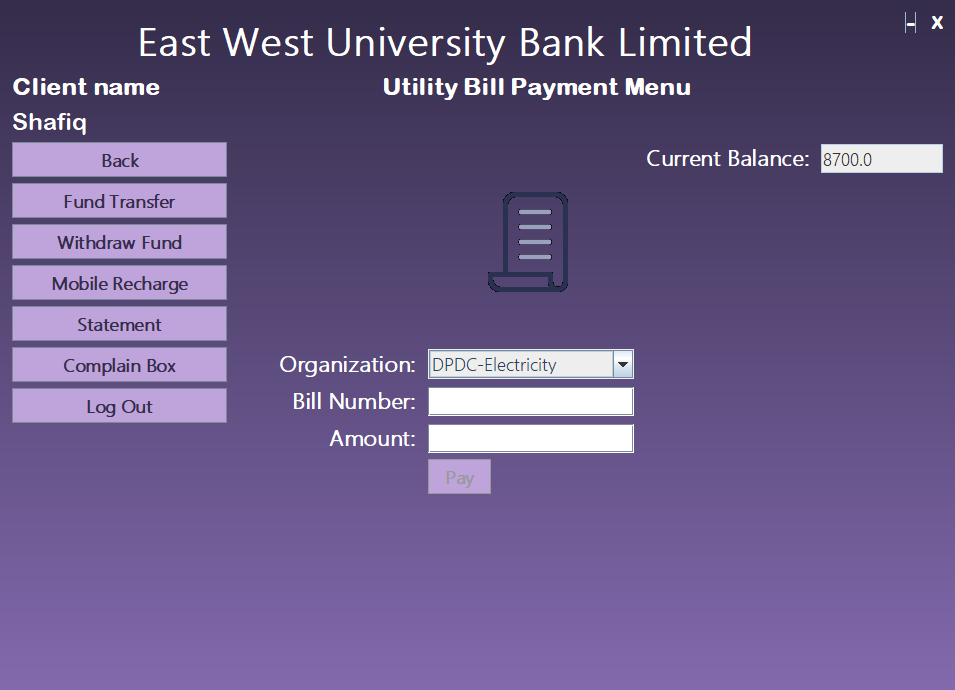 - X
East West University Bank Limited
Client name
Utility Bill Payment Menu
Shafiq
Back
Current Balance: 8700.0
Fund Transfer
Withdraw Fund
Mobile Recharge
Statement
Complain Box
Log Out
Organization: DPDC-Electricity
Bill Number:
Amount:
Pay